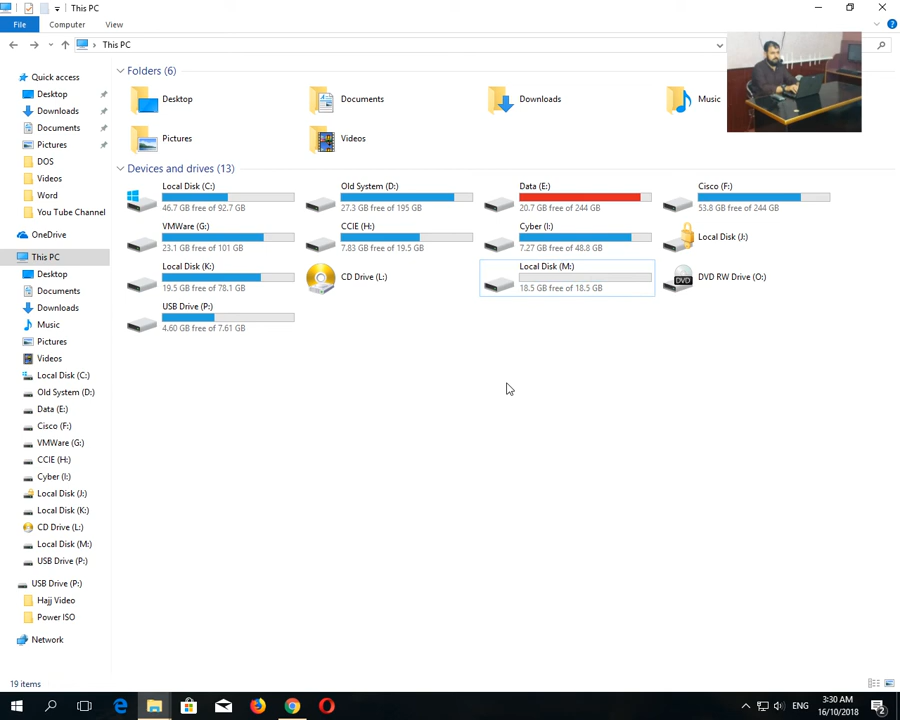 This PC
File Computer View
This PC
Folders (6)
Desktop Documents Downloads Music
Pictures Videos
Devices and drives (13)
Local Disk (C:)
46.7 GB free of 92.7 GB
Old System (D:)
27.3 GB free of 195 GB
Data (E:)
20.7 GB free of 244 GB
Cisco (F:)
53.8 GB free of 244 GB
VMWare (G:)
23.1 GB free of 101 GB
CCIE (H:)
7.83 GB free of 19.5 GB
Cyber (I:)
7.27 GB free of 48.8 GB
Local Disk (J:)
Local Disk (K:)
19.5 GB free of 78.1 GB
CD Drive (L:)
Local Disk (M:)
18.5 GB free of 18.5 GB
DVD
DVD RW Drive (O:)
USB Drive (P:)
4.60 GB free of 7.61 GB
Quick access
Desktop
Downloads
Documents
Pictures
DOS
Videos
Word
You Tube Channel
OneDrive
This PC
Desktop
Documents
Downloads
Music
Pictures
Videos
Local Disk (C:)
Old System (D:)
Data (E:)
Cisco (F:)
VMWare (G:)
CCIE (H:)
Cyber (I:)
Local Disk (J:)
Local Disk (K:)
CD Drive (L:)
Local Disk (M:)
USB Drive (P:)
USB Drive (P:)
Hajj Video
Power ISO
Network
19 items
ENG
3:30 AM
16/10/2018
2